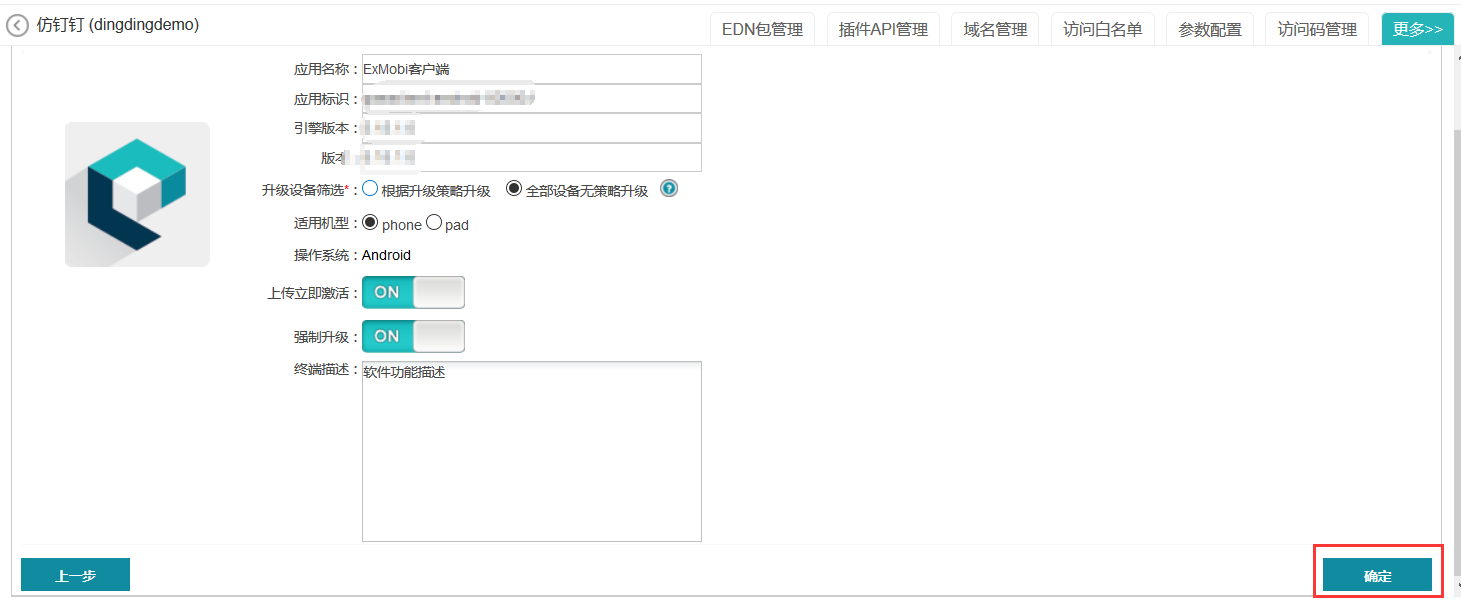 仿钉钉 (dingdingdemo)
EDN包管理 插件API管理 域名管理 访问白名单 参数配置 访问码管理 更多>>
应用名称： ExMobi客户端
应用标识：
引擎版本：
版本
升级设备筛选*： 根据升级策略升级 全部设备无策略升级 ?
适用机型： phone pad
操作系统： Android
上传立即激活： ON
强制升级： ON
终端描述： 软件功能描述
上一步 确定